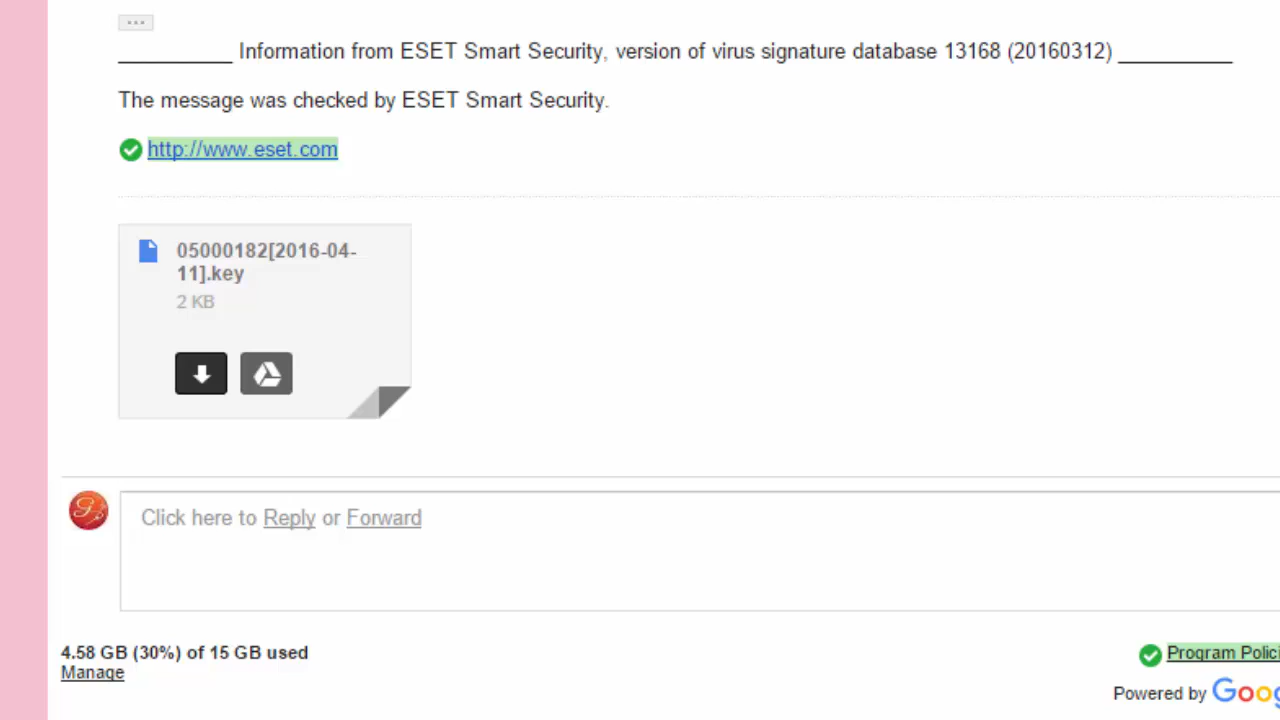 __________ Information from ESET Smart Security, version of virus signature database 13168 (20160312) __________
The message was checked by ESET Smart Security.
http://www.eset.com
05000182[2016-04-
11].key
2 KB
Click here to Reply or Forward
4.58 GB (30%) of 15 GB used
Manage
Program Polici
Powered by Goog